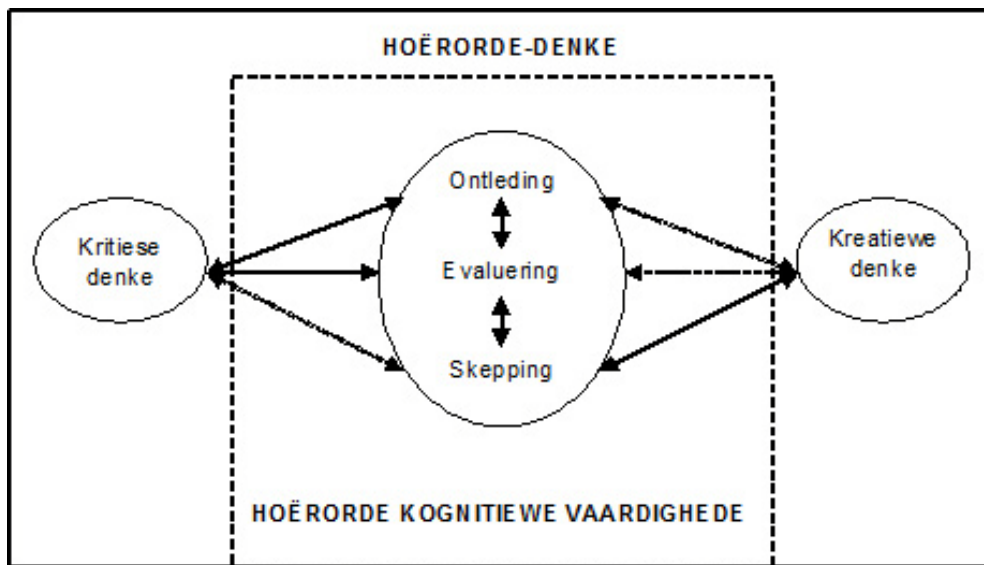 HOËRORDE-DENKE
Ontleding
Kritiese
denke
Evaluering
Kreatiewe
denke
Skepping
HOËRORDE KOGNITIEWE VAARDIGHEDE